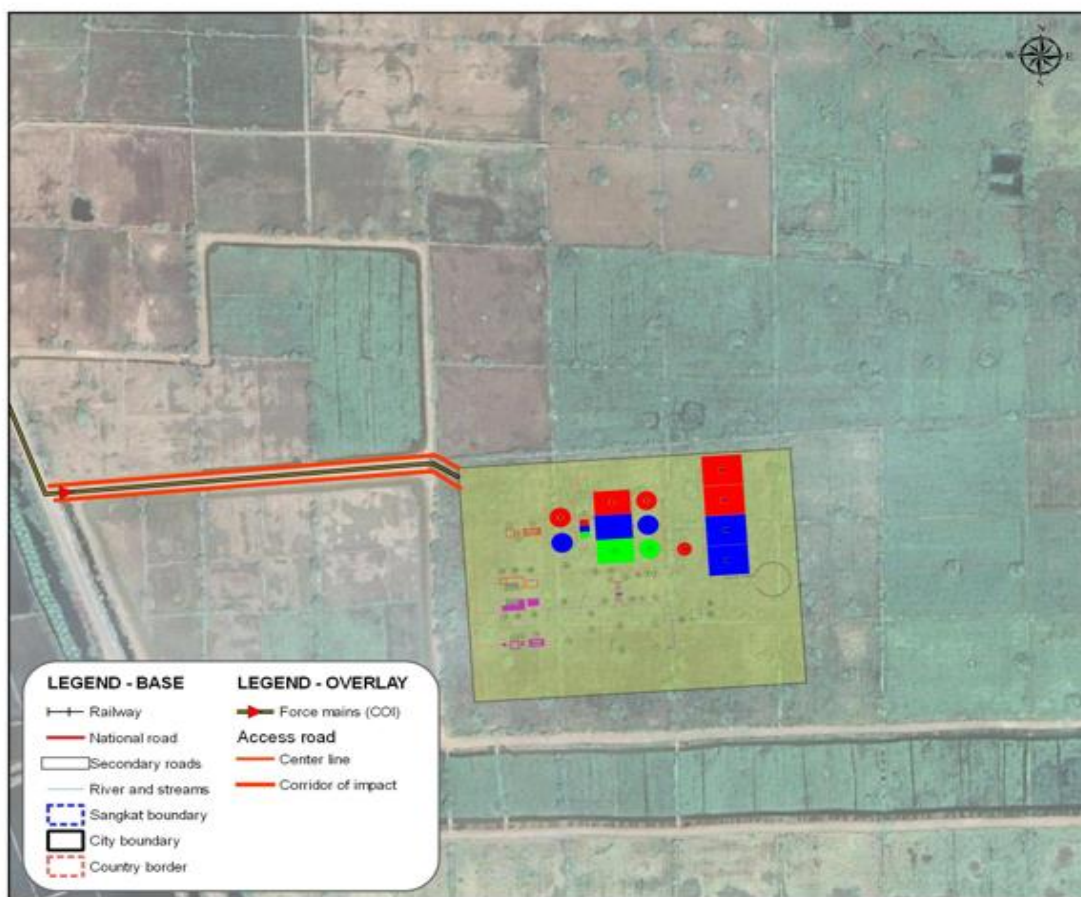 N
W E
LEGEND - BASE
Railway
National road
Secondary roads
River and streams
Sangkat boundary
City boundary
Country border
LEGEND - OVERLAY
Force mains (COI)
Access road
Center line
Corridor of impact